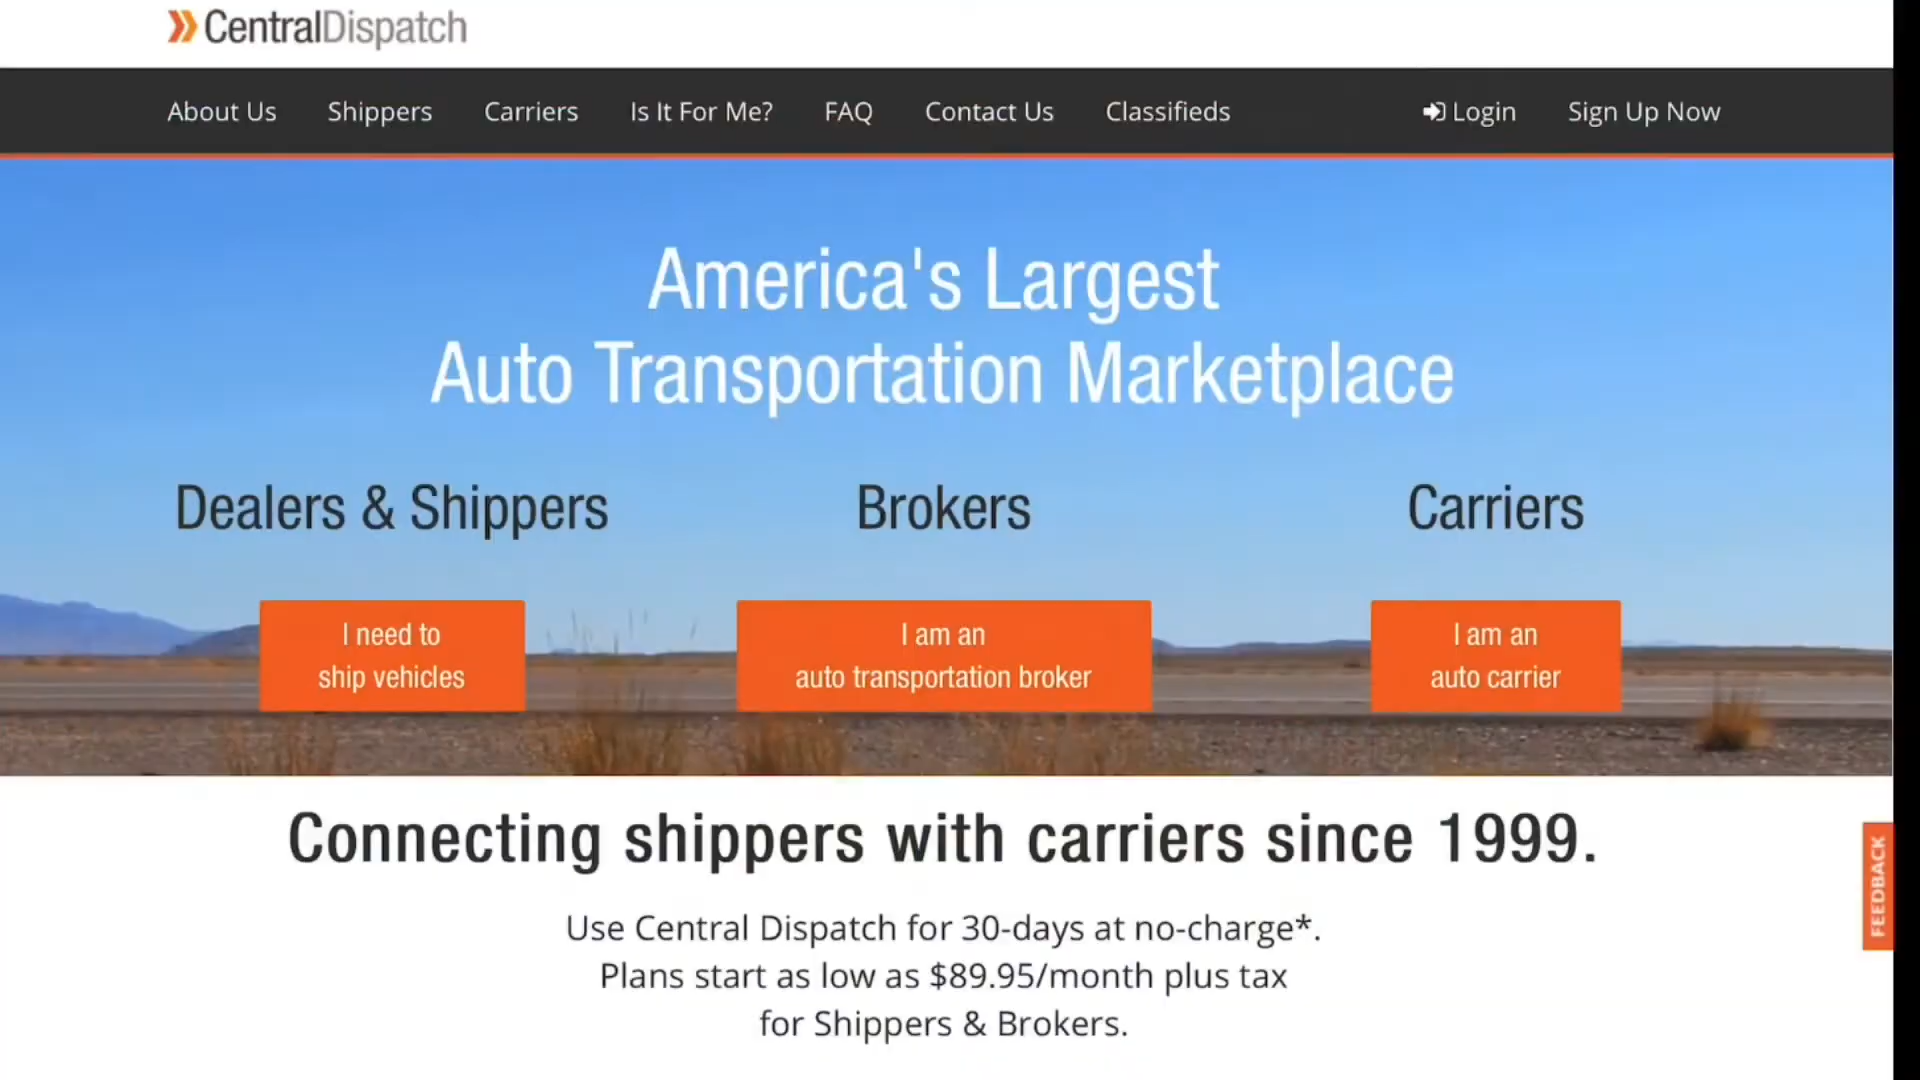 CentralDispatch
About Us Shippers Carriers Is It For Me? FAQ Contact Us Classifieds Login Sign Up Now
America's Largest
Auto Transportation Marketplace
Dealers & Shippers Brokers Carriers
I need to
ship vehicles
I am an
auto transportation broker
I am an
auto carrier
Connecting shippers with carriers since 1999.
Use Central Dispatch for 30-days at no-charge*.
Plans start as low as $89.95/month plus tax
for Shippers & Brokers.
FEEDBACK